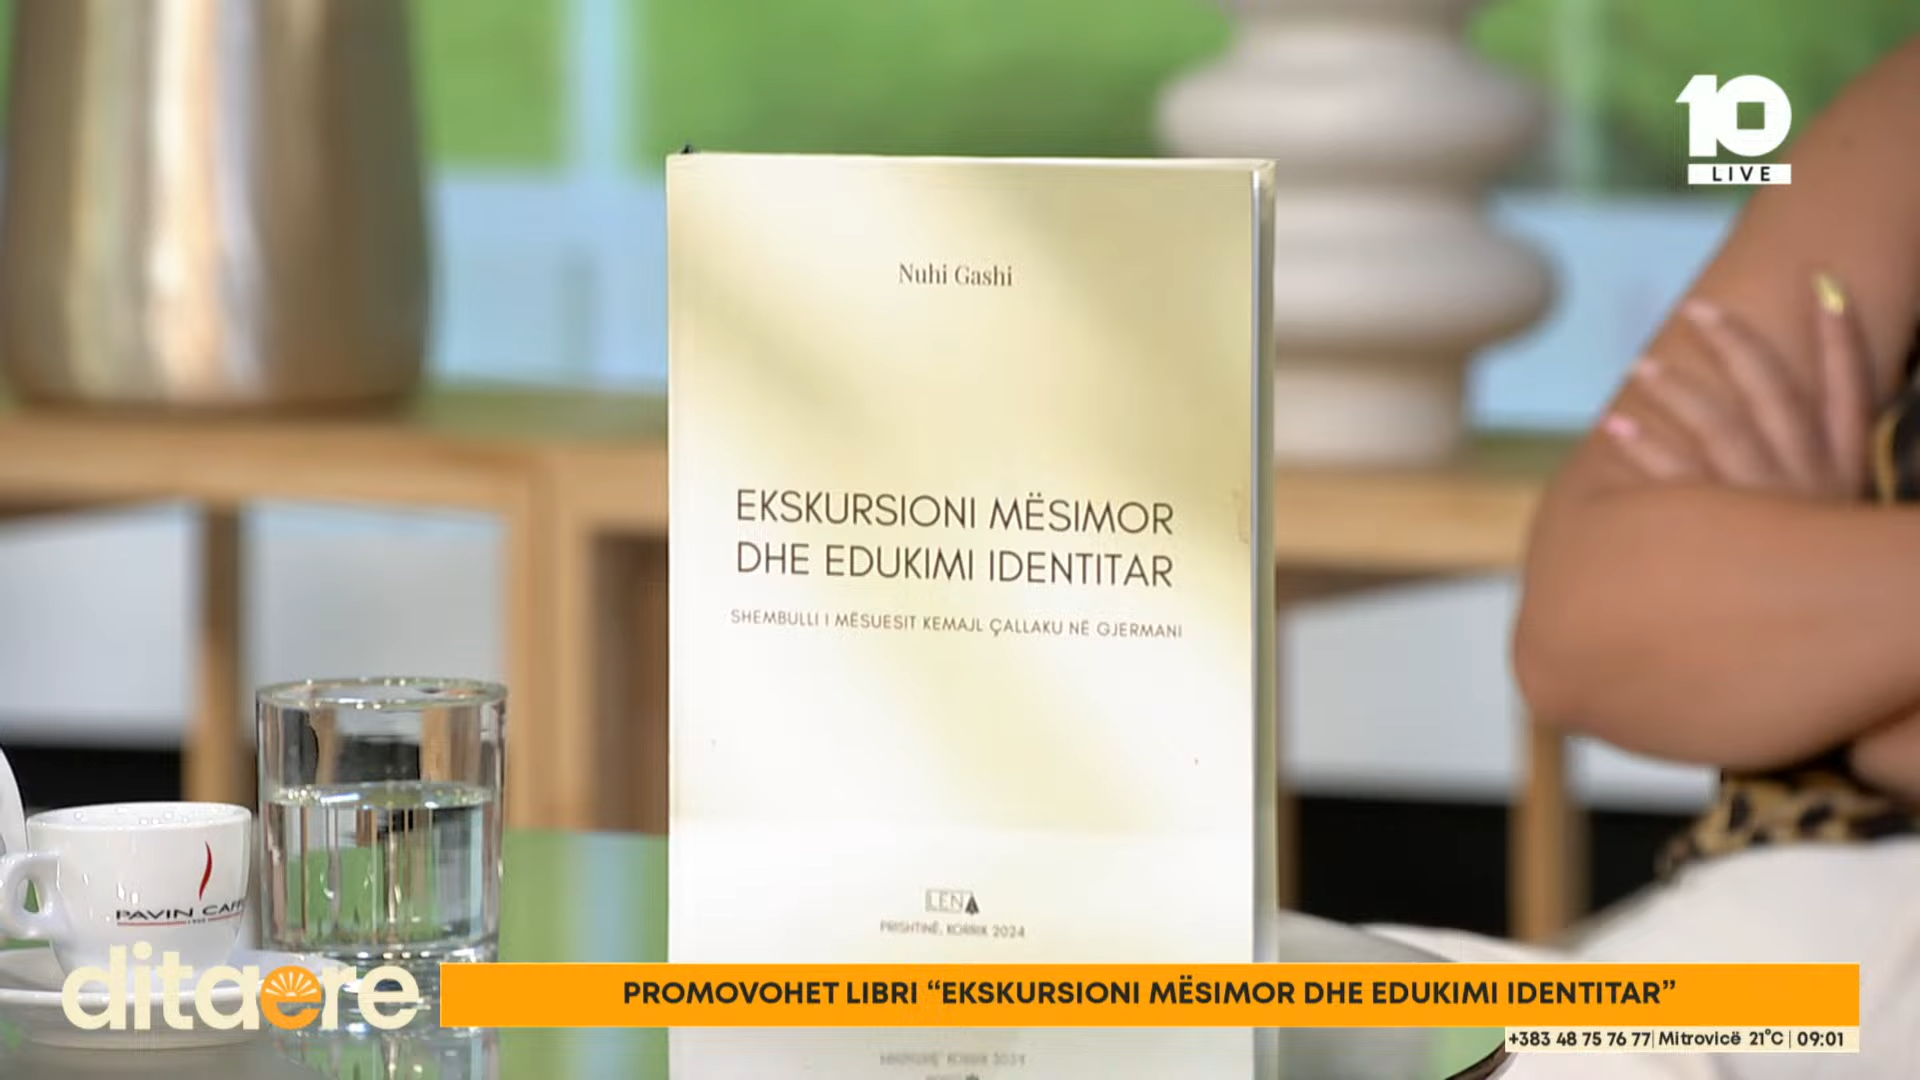 10
LIVE
Nuhi Gashi
EKSKURSIONI MËSIMOR
DHE EDUKIMI IDENTITAR
SHEMBULLI I MËSUESIT KEMAJL ÇALLAKU NË GJERMANI
LENA
PRISHTINË, KORRIK 2024
PAVIN CAFF
ditaere
PROMOVOHET LIBRI “EKSKURSIONI MËSIMOR DHE EDUKIMI IDENTITAR”
+383 48 75 76 77| Mitrovicë 21°C | 09:01